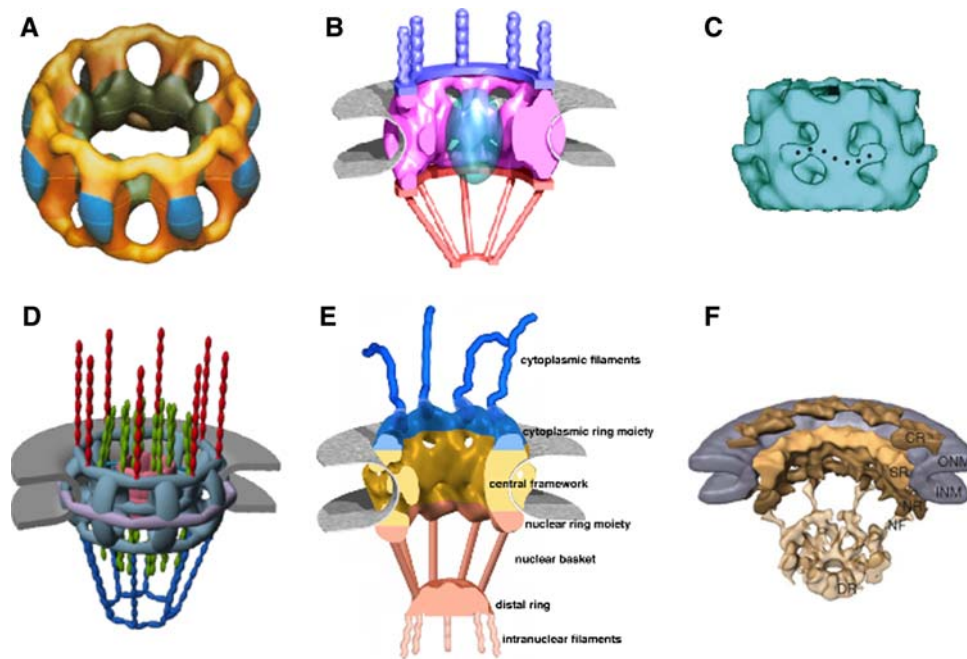 A
B
C
D
E
F
cytoplasmic filaments
cytoplasmic ring moiety
central framework
nuclear ring moiety
nuclear basket
distal ring
intranuclear filaments
CR
ONM
SR
INM
NR
NF
DR